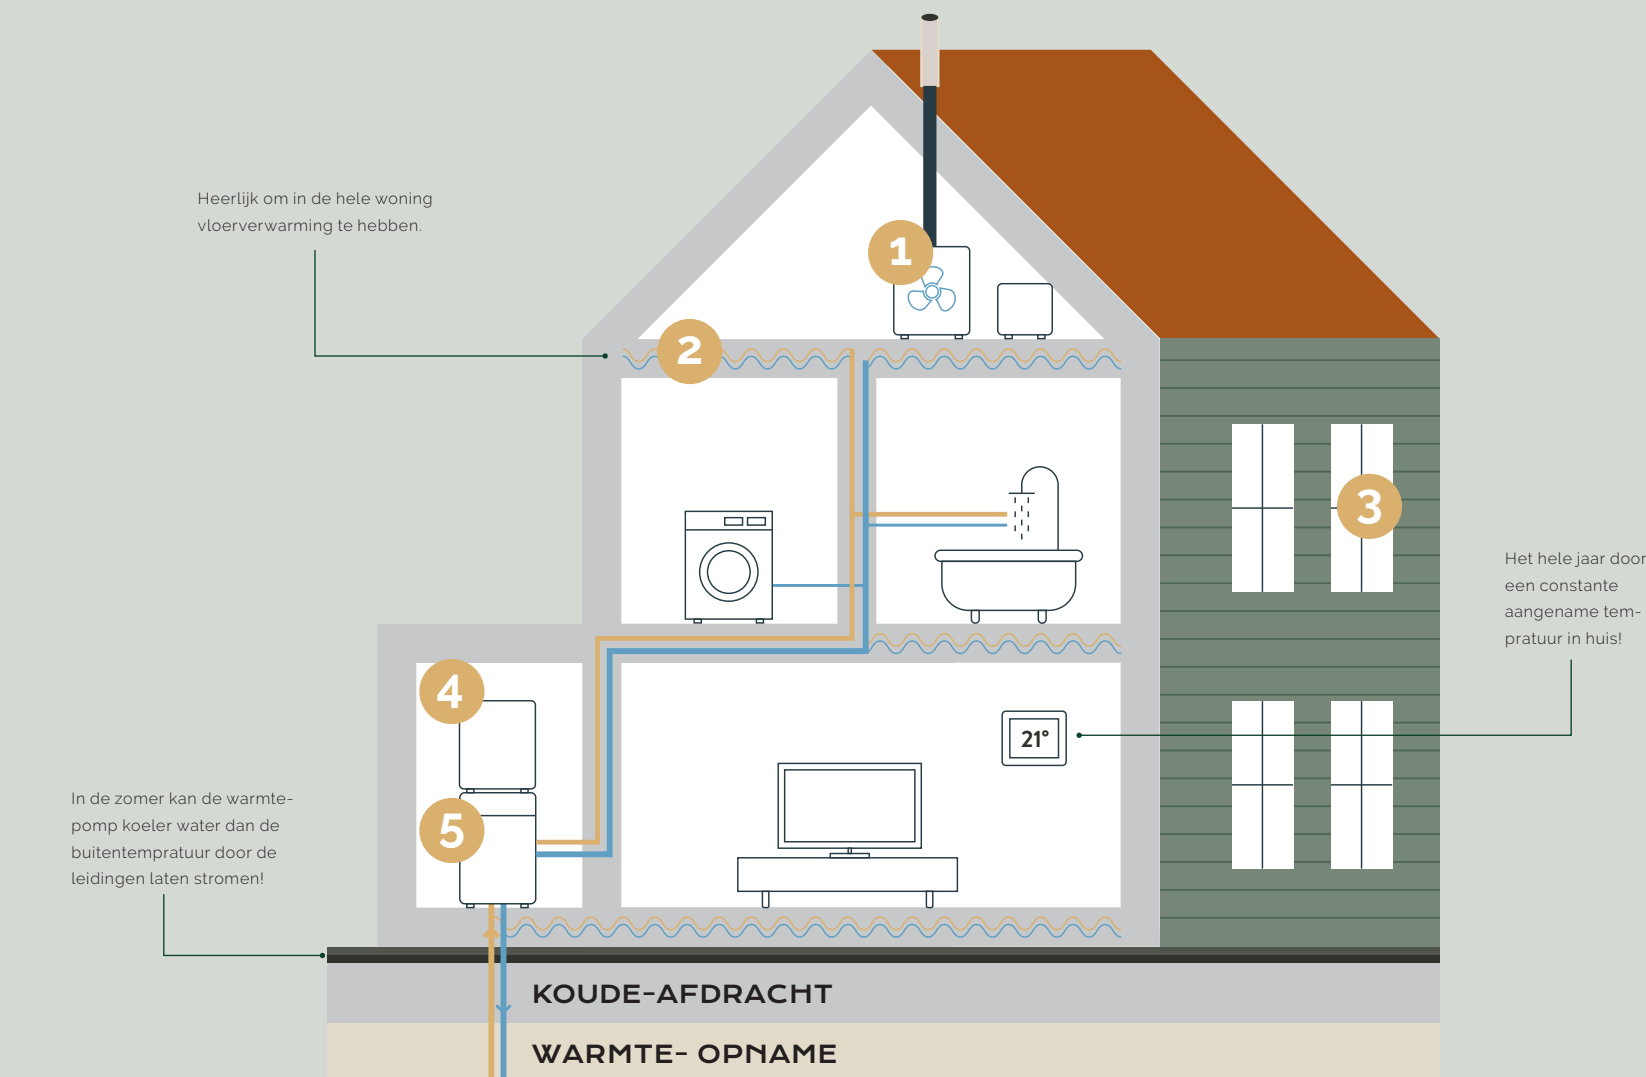 Heerlijk om in de hele woning
vloerverwarming te hebben.
1
2
3
Het hele jaar door
een constante
aangename tem-
pratuur in huis!
4
21°
In de zomer kan de warmte-
pomp koeler water dan de
buitentempratuur door de
leidingen laten stromen!
5
KOUDE-AFDRACHT
WARMTE- OPNAME